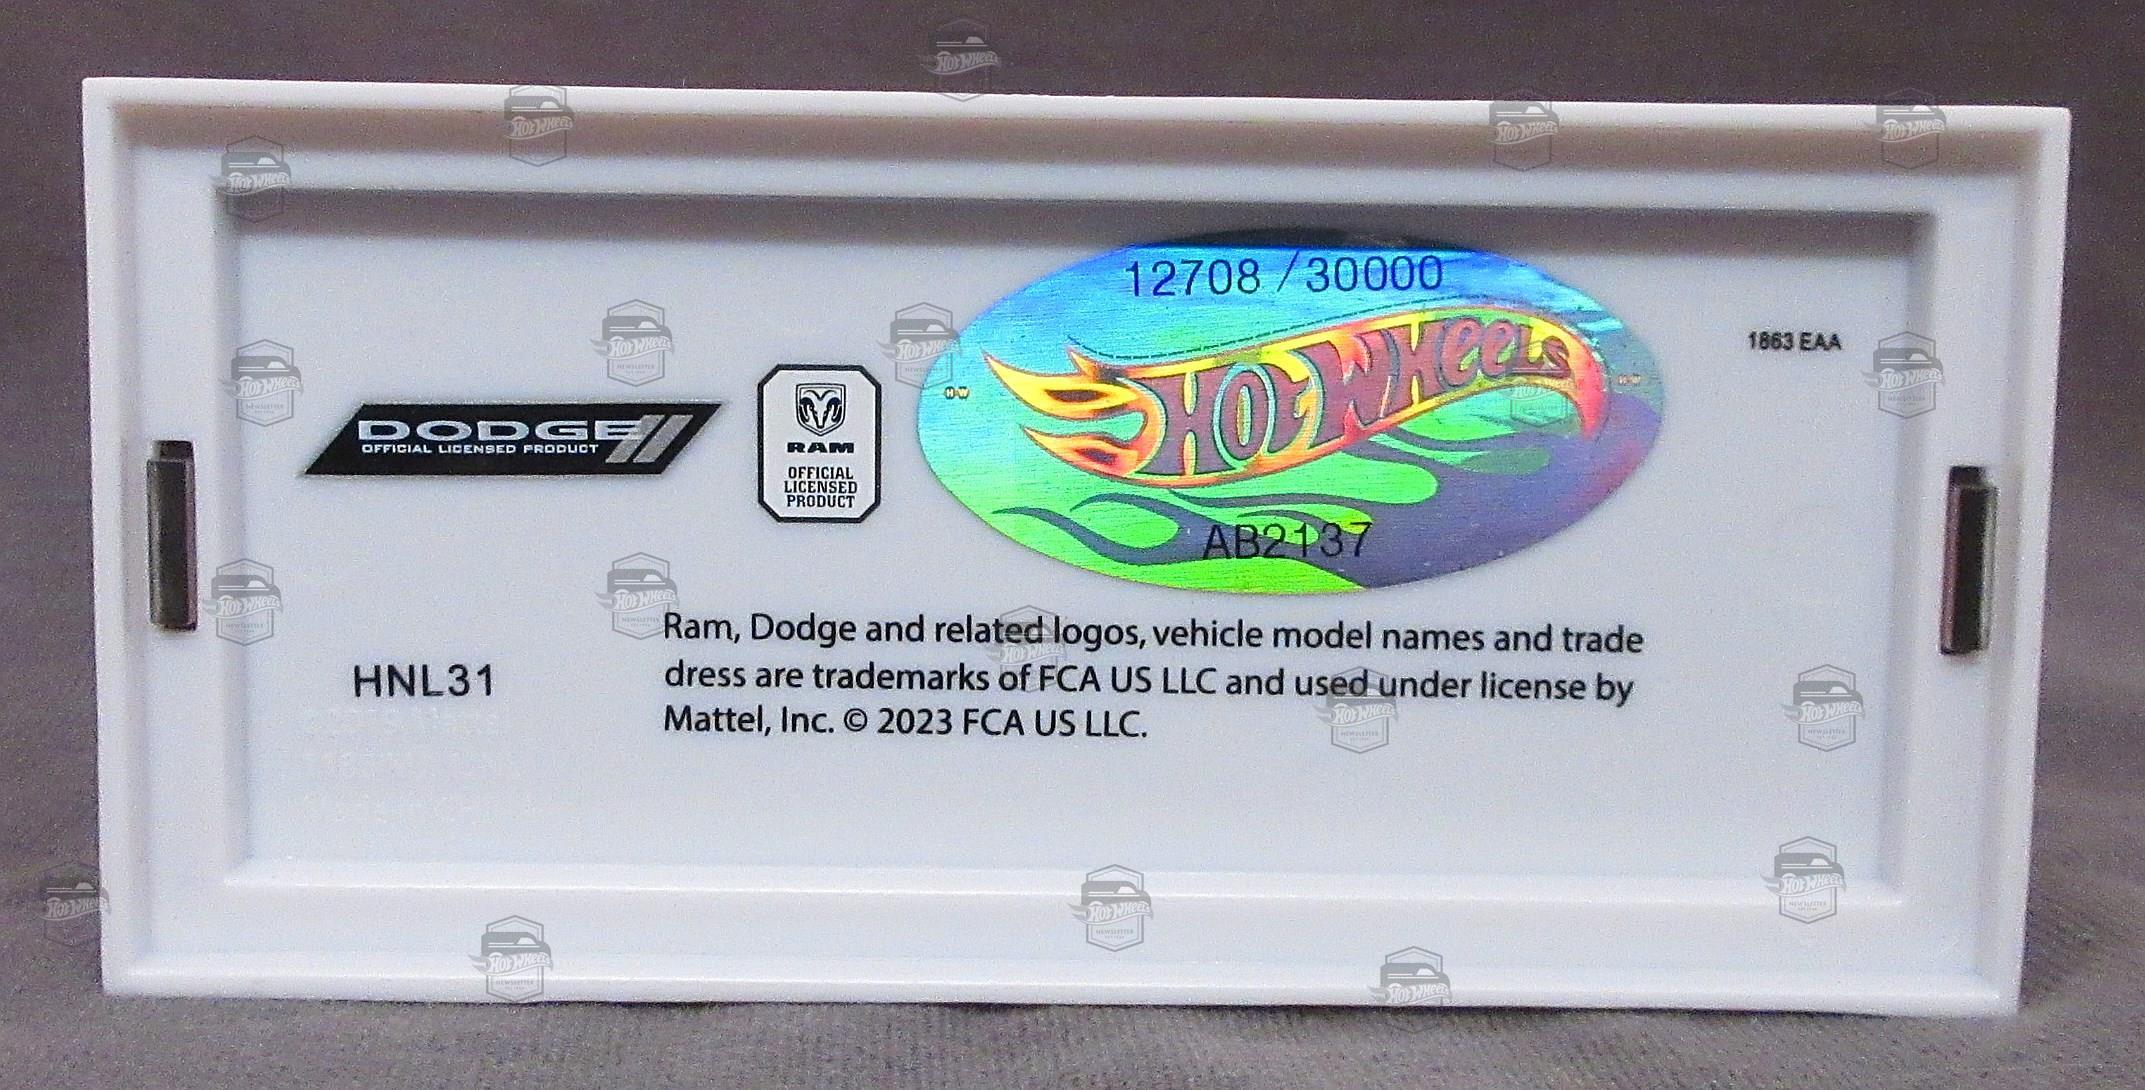 12708 / 30000
HOT WHEELS
H W
H W
1863 EAA
DODGE
OFFICIAL LICENSED PRODUCT
RAM
OFFICIAL
LICENSED
PRODUCT
AB2137
Ram, Dodge and related logos, vehicle model names and trade
dress are trademarks of FCA US LLC and used under license by
Mattel, Inc. © 2023 FCA US LLC.
HNL31